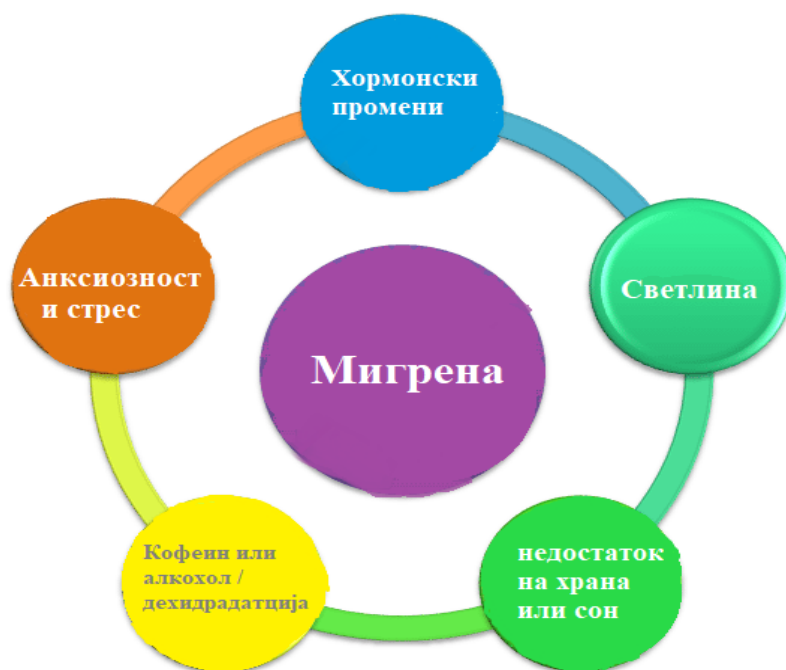 Хормонски
промени
Анксиозност
и стрес
Светлина
Мигрена
Кофеин или
алкохол /
дехидрадатција
недостаток
на храна
или сон